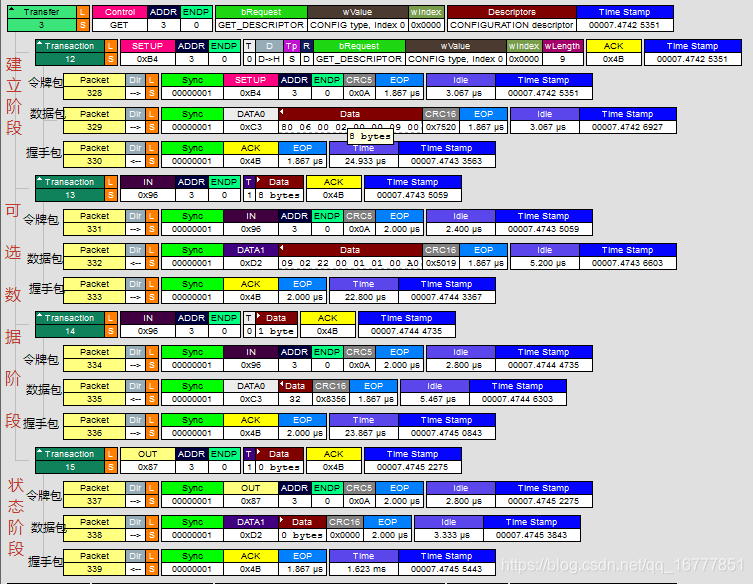 Transfer L Control ADDR ENDP bRequest wValue wIndex Descriptors Time Stamp
3 S GET 3 0 GET_DESCRIPTOR CONFIG type, Index 0 0x0000 CONFIGURATION descriptor 00007.4742 5351
建立阶段
Transaction L SETUP ADDR ENDP T D Tp R bRequest wValue wIndex wLength ACK Time Stamp
12 S 0xB4 3 0 0 D->H S D GET_DESCRIPTOR CONFIG type, Index 0 0x0000 9 0x4B 00007.4742 5351
令牌包 Packet Dir L Sync SETUP ADDR ENDP CRC5 EOP Idle Time Stamp
328 --> S 00000001 0xB4 3 0 0x0A 1.867 µs 3.067 µs 00007.4742 5351
数据包 Packet Dir L Sync DATA0 Data CRC16 EOP Idle Time Stamp
329 --> S 00000001 0xC3 80 06 00 02 00 00 09 00 0x7520 1.867 µs 3.067 µs 00007.4742 6927
8 bytes
握手包 Packet Dir L Sync ACK EOP Time Time Stamp
330 <-- S 00000001 0x4B 1.867 µs 24.933 µs 00007.4743 3563
可选数据阶段
Transaction L IN ADDR ENDP T Data ACK Time Stamp
13 S 0x96 3 0 1 8 bytes 0x4B 00007.4743 5059
令牌包 Packet Dir L Sync IN ADDR ENDP CRC5 EOP Idle Time Stamp
331 --> S 00000001 0x96 3 0 0x0A 1.867 µs 2.400 µs 00007.4743 5059
数据包 Packet Dir L Sync DATA1 Data CRC16 EOP Idle Time Stamp
332 <-- S 00000001 0xD2 09 02 22 00 01 01 00 A0 0x5019 1.867 µs 5.200 µs 00007.4743 6603
握手包 Packet Dir L Sync ACK EOP Time Time Stamp
333 --> S 00000001 0x4B 2.000 µs 22.800 µs 00007.4744 3367
Transaction L IN ADDR ENDP T Data ACK Time Stamp
14 S 0x96 3 0 0 1 byte 0x4B 00007.4744 4735
令牌包 Packet Dir L Sync IN ADDR ENDP CRC5 EOP Idle Time Stamp
334 --> S 00000001 0x96 3 0 0x0A 2.000 µs 2.800 µs 00007.4744 4735
数据包 Packet Dir L Sync DATA0 Data CRC16 EOP Idle Time Stamp
335 <-- S 00000001 0xC3 32 0x8356 1.867 µs 5.467 µs 00007.4744 6303
握手包 Packet Dir L Sync ACK EOP Time Time Stamp
336 --> S 00000001 0x4B 2.000 µs 23.867 µs 00007.4745 0843
Transaction L OUT ADDR ENDP T Data ACK Time Stamp
15 S 0x87 3 0 1 0 bytes 0x4B 00007.4745 2275
状态阶段
令牌包 Packet Dir L Sync OUT ADDR ENDP CRC5 EOP Idle Time Stamp
337 --> S 00000001 0x87 3 0 0x0A 2.000 µs 2.800 µs 00007.4745 2275
数据包 Packet Dir L Sync DATA1 Data CRC16 EOP Idle Time Stamp
338 --> S 00000001 0xD2 0 bytes 0x0000 2.000 µs 3.333 µs 00007.4745 3843
握手包 Packet Dir L Sync ACK EOP Time Time Stamp
339 <-- S 00000001 0x4B 1.867 µs 1.623 ms 00007.4745 5443
https://blog.csdn.net/qq_16777851